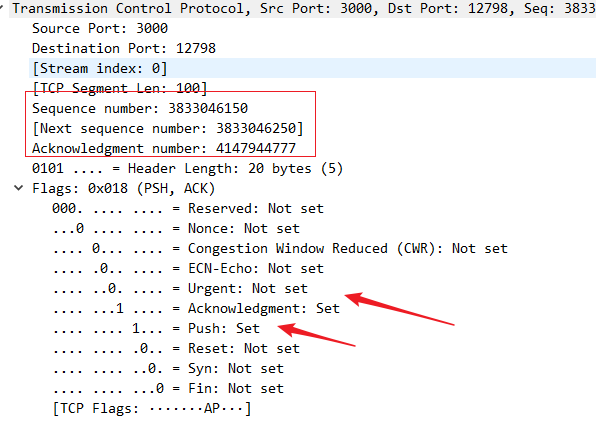 Transmission Control Protocol, Src Port: 3000, Dst Port: 12798, Seq: 3833
Source Port: 3000
Destination Port: 12798
[Stream index: 0]
[TCP Segment Len: 100]
Sequence number: 3833046150
[Next sequence number: 3833046250]
Acknowledgment number: 4147944777
0101 .... = Header Length: 20 bytes (5)
Flags: 0x018 (PSH, ACK)
000. .... .... = Reserved: Not set
...0 .... .... = Nonce: Not set
.... 0... .... = Congestion Window Reduced (CWR): Not set
.... .0.. .... = ECN-Echo: Not set
.... ..0. .... = Urgent: Not set
.... ...1 .... = Acknowledgment: Set
.... .... 1... = Push: Set
.... .... .0.. = Reset: Not set
.... .... ..0. = Syn: Not set
.... .... ...0 = Fin: Not set
[TCP Flags: ·······AP···]